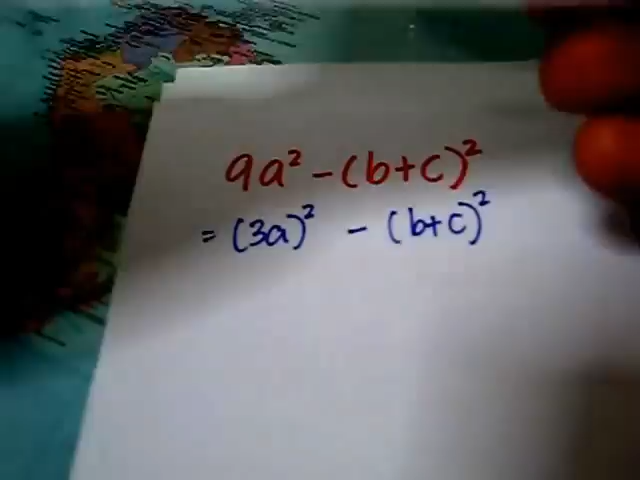 9a² - (b+c)²
= (3a)² - (b+c)²